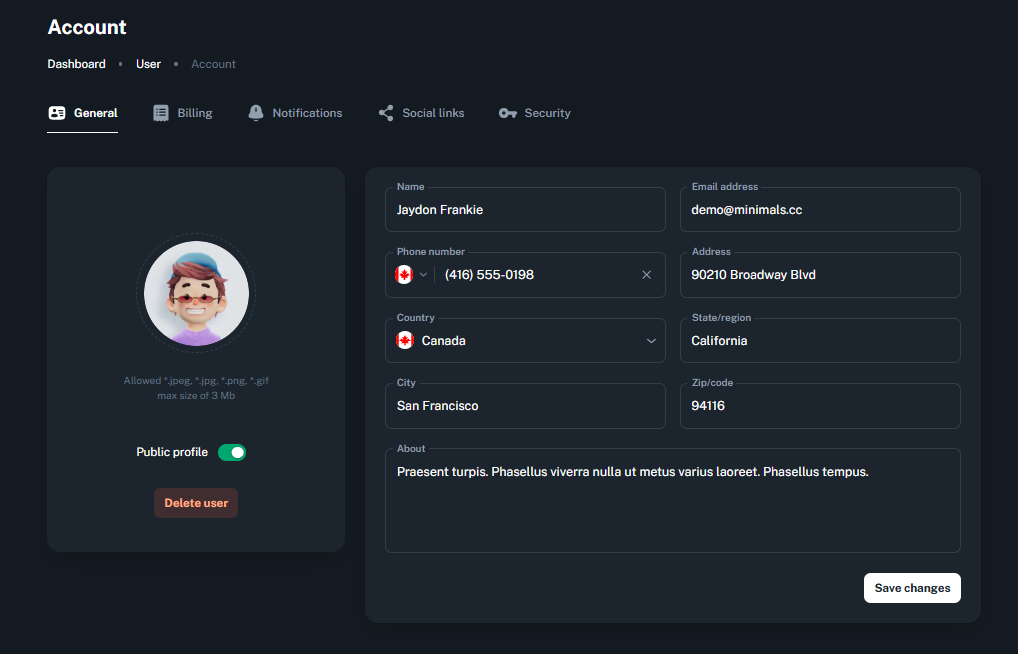 Account
Dashboard • User • Account
General Billing Notifications Social links Security
Allowed *.jpeg, *.jpg, *.png, *.gif
max size of 3 Mb
Public profile
Delete user
Name
Jaydon Frankie
Email address
demo@minimals.cc
Phone number
(416) 555-0198
Address
90210 Broadway Blvd
Country
Canada
State/region
California
City
San Francisco
Zip/code
94116
About
Praesent turpis. Phasellus viverra nulla ut metus varius laoreet. Phasellus tempus.
Save changes